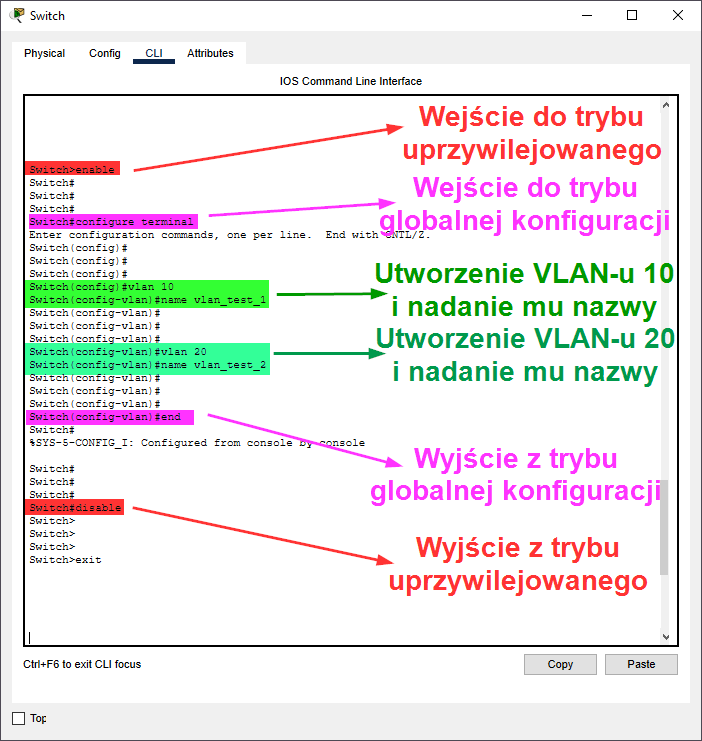 Switch
Physical Config CLI Attributes
IOS Command Line Interface
Wejście do trybu
uprzywilejowanego
Switch>enable
Switch#
Switch#
Switch#
Wejście do trybu
globalnej konfiguracji
Switch#configure terminal
Enter configuration commands, one per line. End with CNTL/Z.
Switch(config)#
Switch(config)#
Switch(config)#
Utworzenie VLAN-u 10
i nadanie mu nazwy
Switch(config)#vlan 10
Switch(config-vlan)#name vlan_test_1
Switch(config-vlan)#
Switch(config-vlan)#
Switch(config-vlan)#
Utworzenie VLAN-u 20
i nadanie mu nazwy
Switch(config-vlan)#vlan 20
Switch(config-vlan)#name vlan_test_2
Switch(config-vlan)#
Switch(config-vlan)#
Switch(config-vlan)#
Switch(config-vlan)#end
Switch#
%SYS-5-CONFIG_I: Configured from console by console
Wyjście z trybu
globalnej konfiguracji
Switch#
Switch#
Switch#
Switch#disable
Switch>
Switch>
Switch>
Switch>exit
Wyjście z trybu
uprzywilejowanego
Ctrl+F6 to exit CLI focus
Copy
Paste
Top